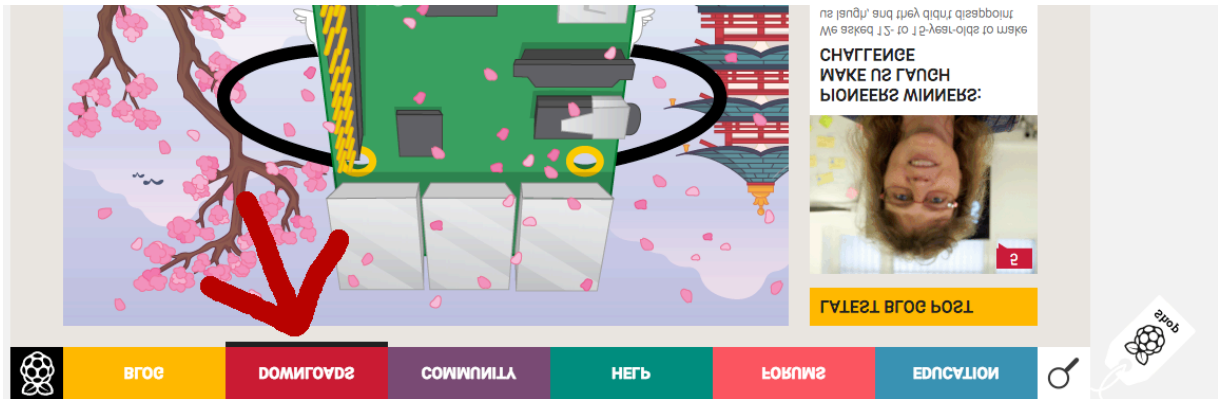 BLOG
DOWNLOADS
COMMUNITY
HELP
FORUMS
EDUCATION
shop
LATEST BLOG POST
5
PIONEERS WINNERS:
MAKE US LAUGH
CHALLENGE
We asked 12- to 15-year-olds to make
us laugh, and they didn't disappoint